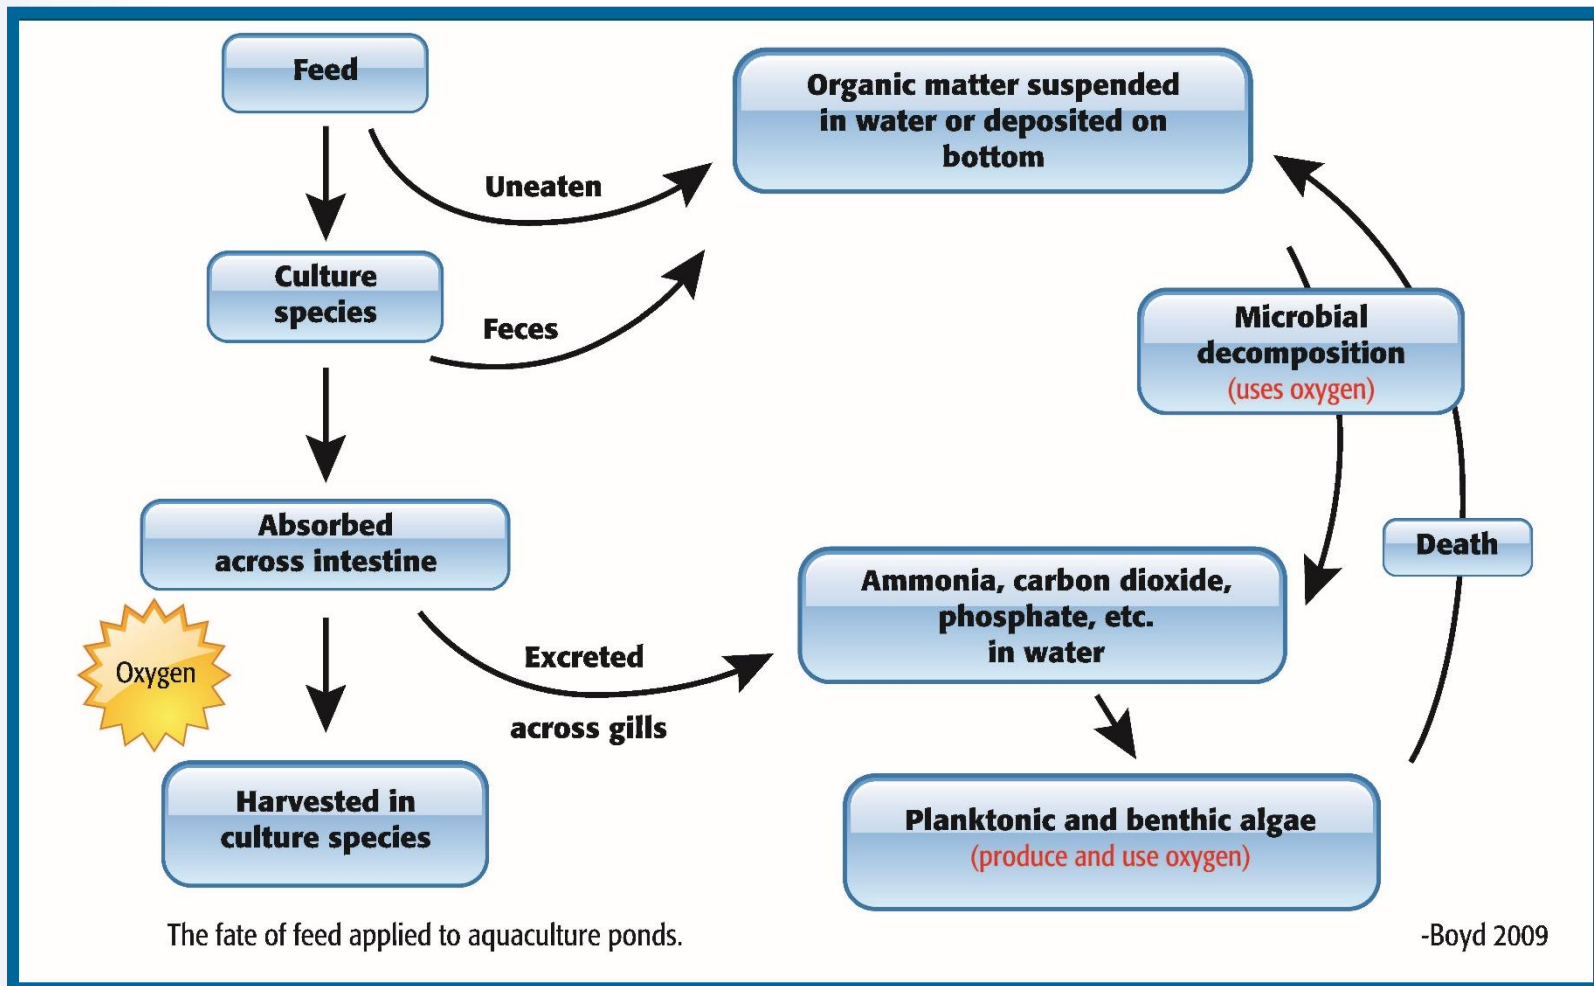 Feed
Organic matter suspended
in water or deposited on
bottom
Uneaten
Culture
species
Feces
Microbial
decomposition
(uses oxygen)
Absorbed
across intestine
Death
Ammonia, carbon dioxide,
phosphate, etc.
in water
Oxygen
Excreted
across gills
Harvested in
culture species
Planktonic and benthic algae
(produce and use oxygen)
The fate of feed applied to aquaculture ponds.
-Boyd 2009